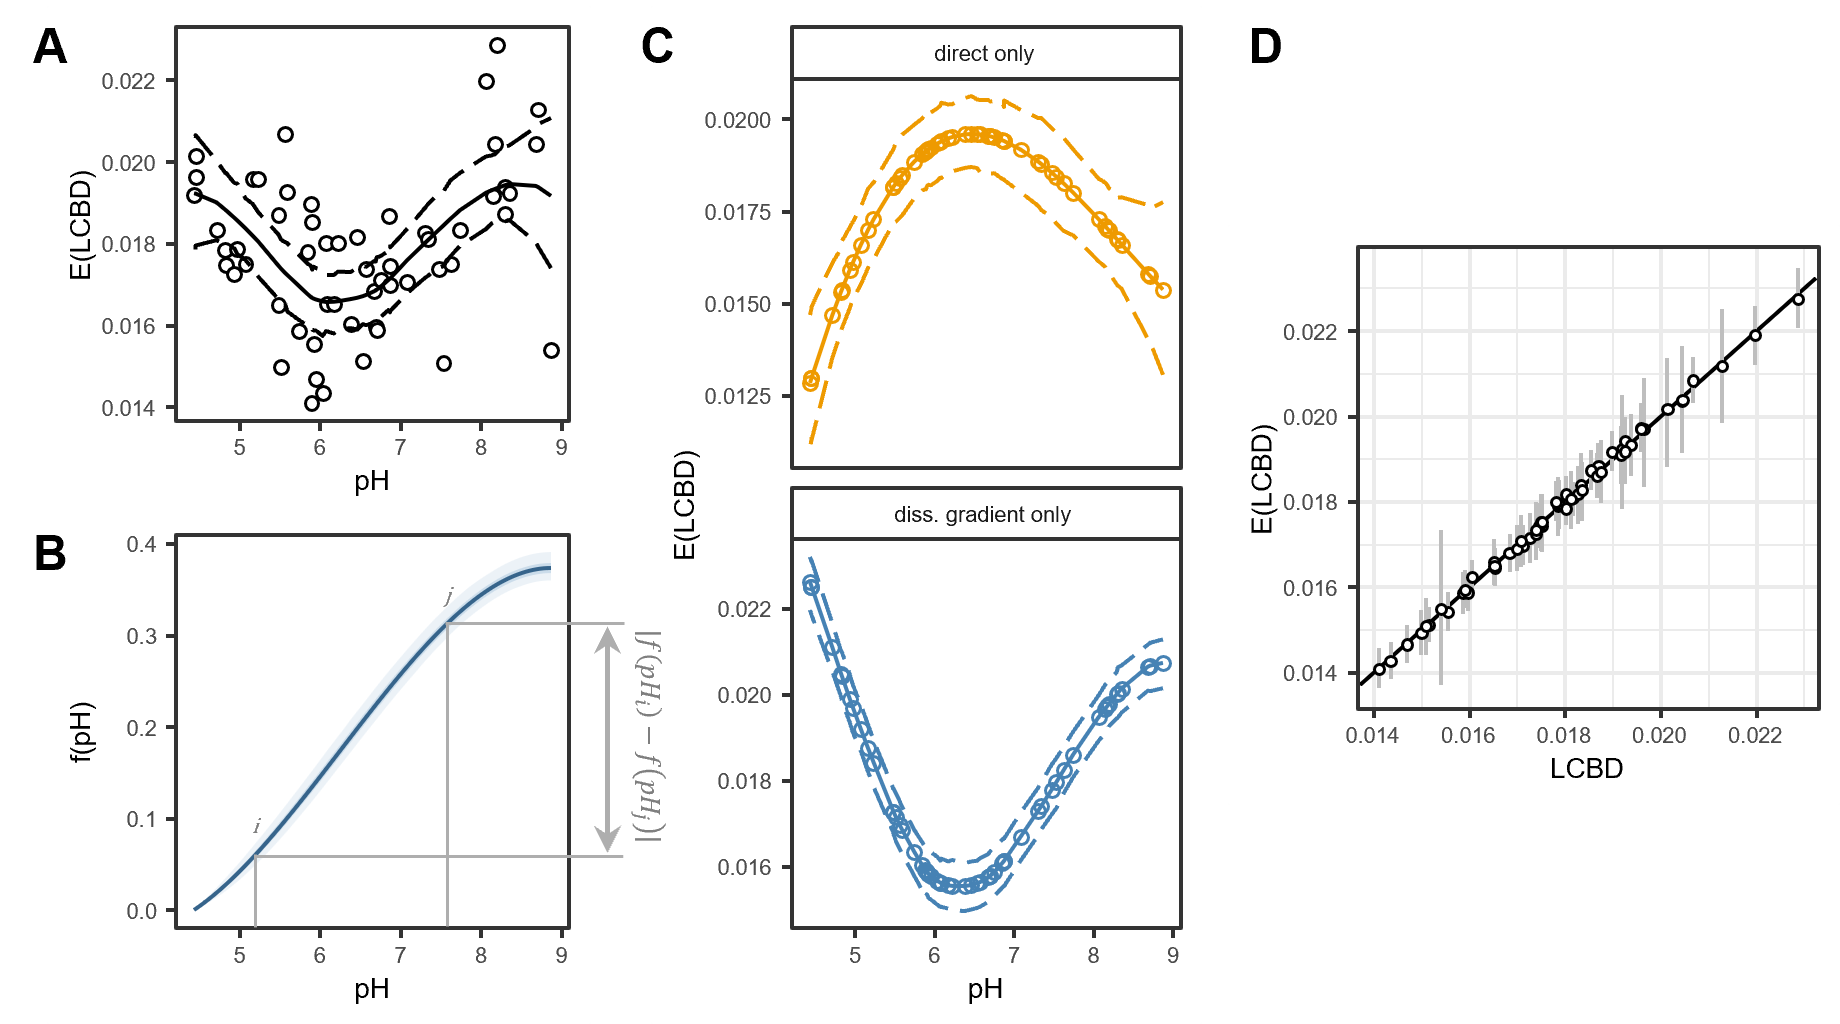 A
E(LCBD)
0.022
0.020
0.018
0.016
0.014
5 6 7 8 9
pH
B
f(pH)
0.4
0.3
0.2
0.1
0.0
i
j
|f(pHᵢ) − f(pHⱼ)|
5 6 7 8 9
pH
C
E(LCBD)
direct only
0.0200
0.0175
0.0150
0.0125
diss. gradient only
0.022
0.020
0.018
0.016
5 6 7 8 9
pH
D
E(LCBD)
0.022
0.020
0.018
0.016
0.014
0.014 0.016 0.018 0.020 0.022
LCBD